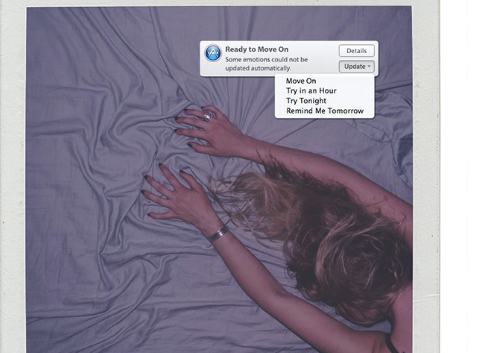 Ready to Move On
Some emotions could not be
updated automatically.
Details
Update
Move On
Try in an Hour
Try Tonight
Remind Me Tomorrow